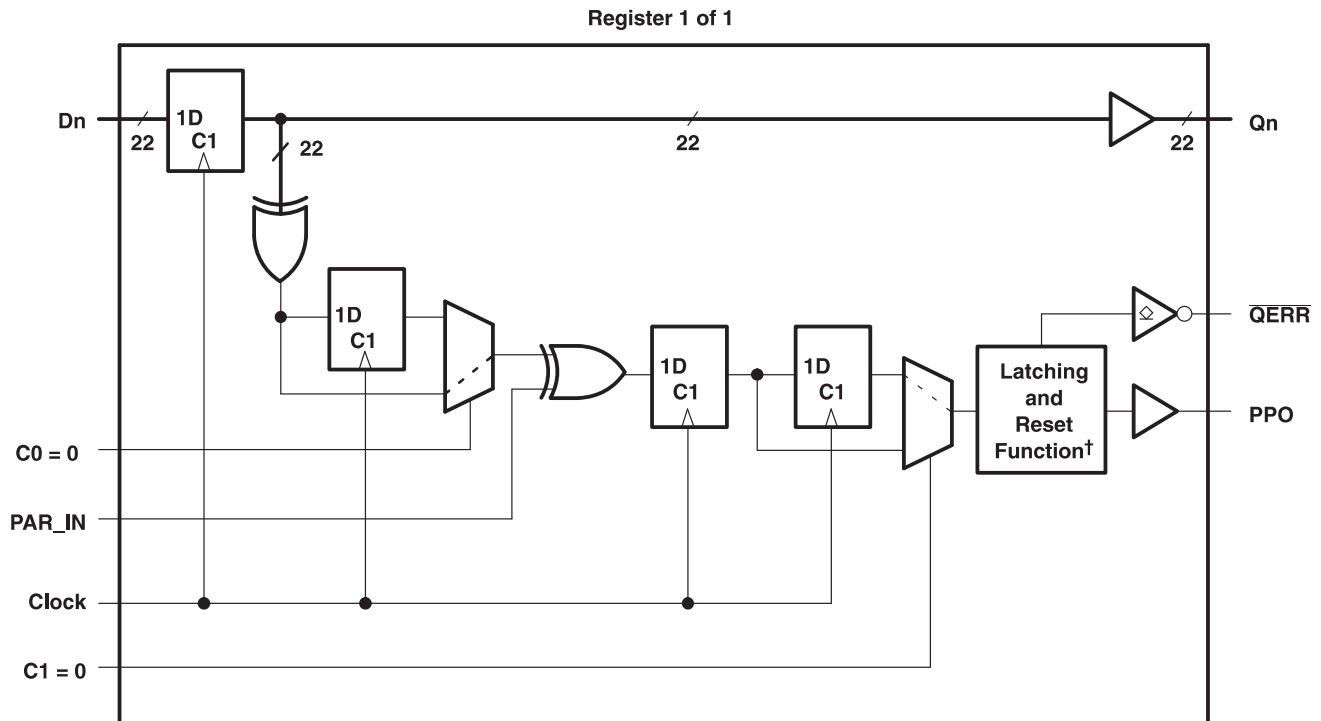 Register 1 of 1
Dn
22
1D
C1
22
22
22
Qn
1D
C1
1D
C1
1D
C1
QERR
Latching
and
Reset
Function†
PPO
C0 = 0
PAR_IN
Clock
C1 = 0